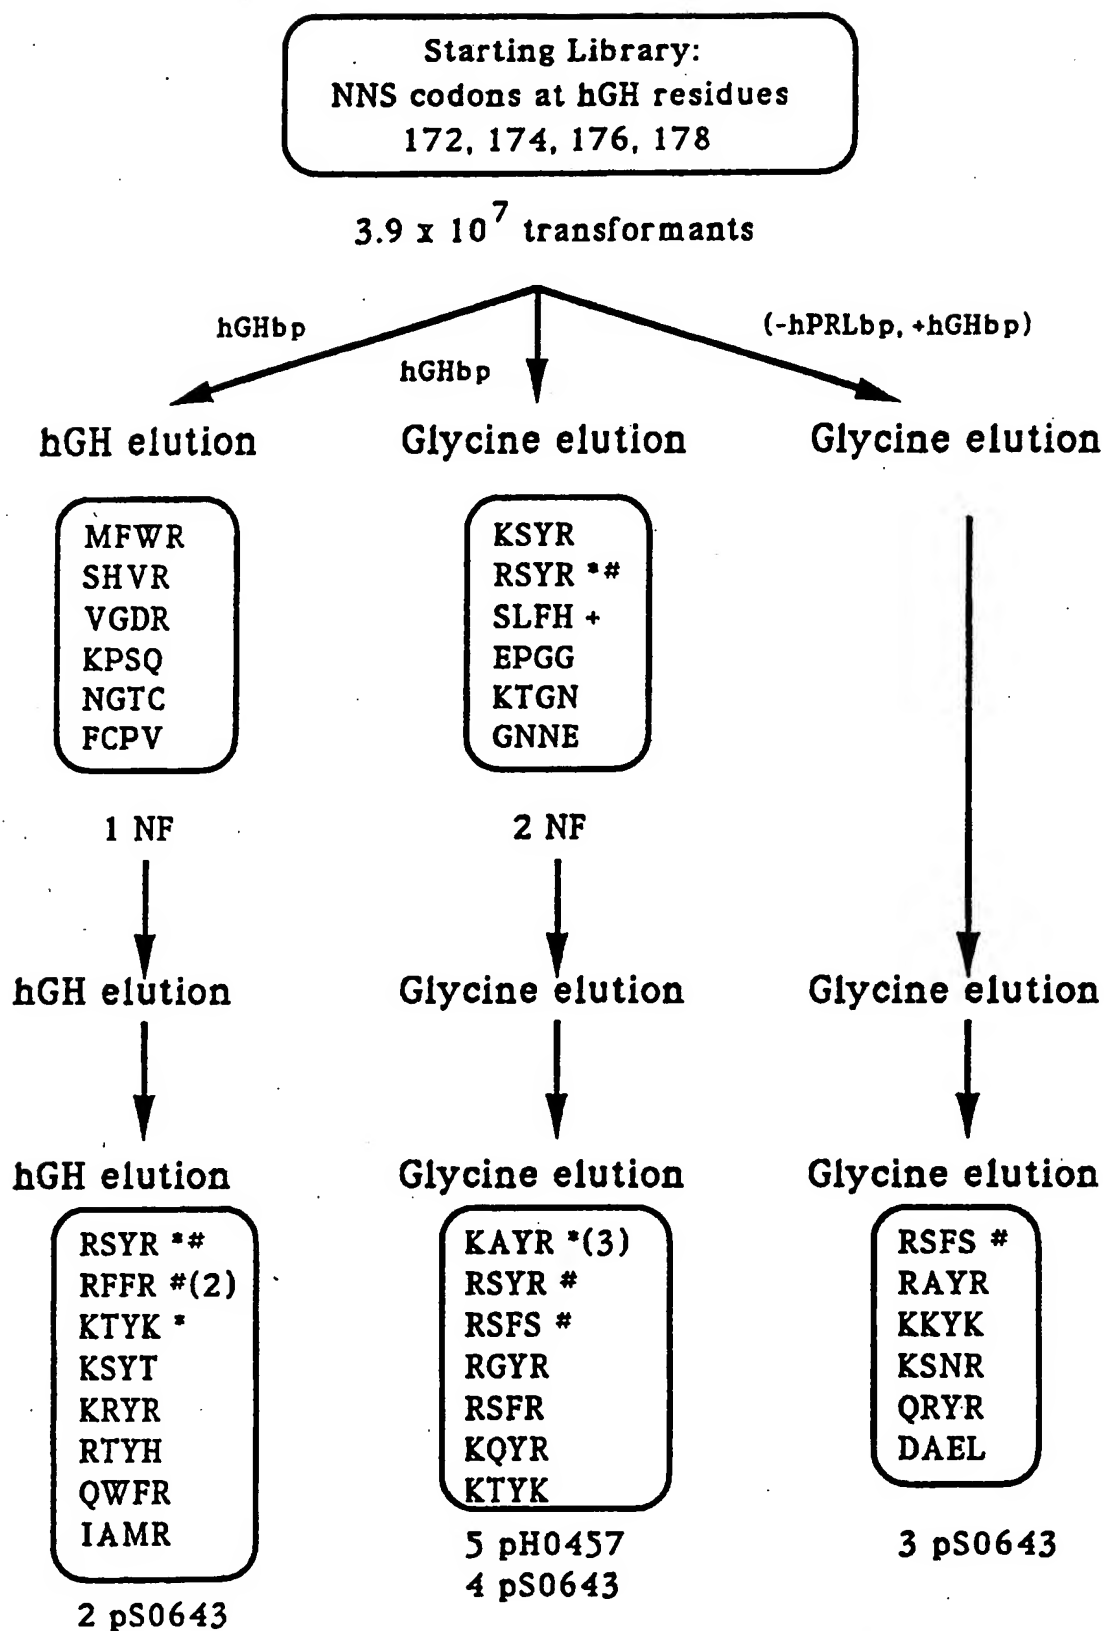 Starting Library:
NNS codons at hGH residues
172, 174, 176, 178
3.9 x 10^7 transformants
hGHbp
hGHbp
(-hPRLbp, +hGHbp)
hGH elution
Glycine elution
Glycine elution
MFWR
SHVR
VGDR
KPSQ
NGTC
FCPV
1 NF
KSYR
RSYR *#
SLFH +
EPGG
KTGN
GNNE
2 NF
hGH elution
Glycine elution
Glycine elution
hGH elution
Glycine elution
Glycine elution
RSYR *#
RFFR #(2)
KTYK *
KSYT
KRYR
RTYH
QWFR
IAMR
2 pS0643
KAYR *(3)
RSYR #
RSFS #
RGYR
RSFR
KQYR
KTYK
5 pH0457
4 pS0643
RSFS #
RAYR
KKYK
KSNR
QRYR
DAEL
3 pS0643